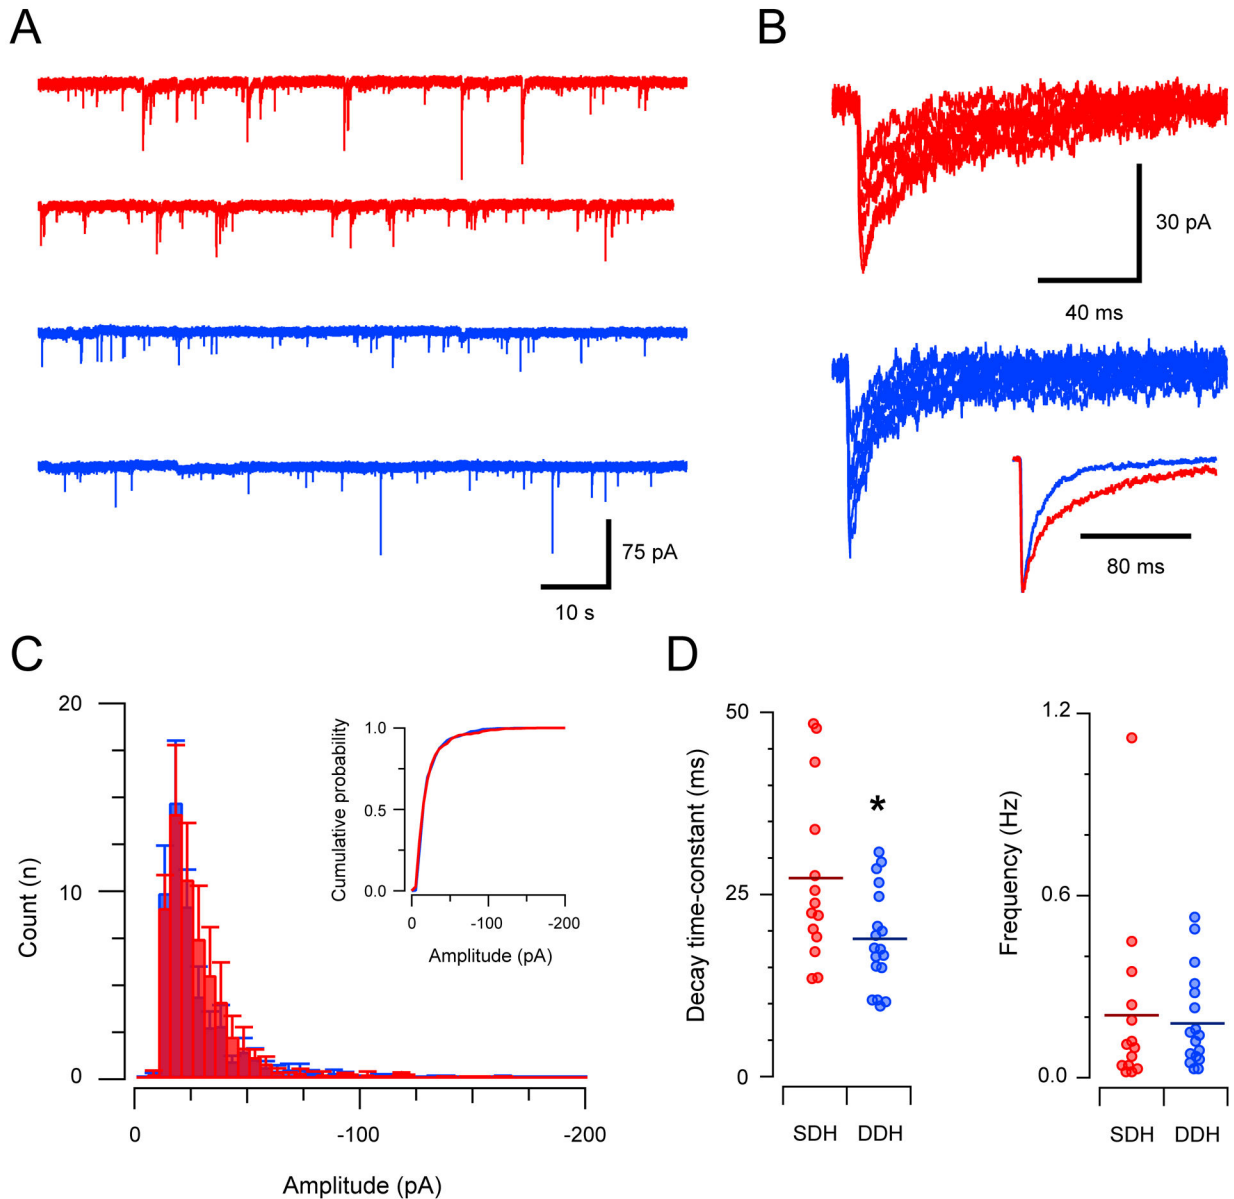 A
B
30 pA
40 ms
75 pA
10 s
80 ms
C
D
20
10
0
Count (n)
0
-100
-200
Amplitude (pA)
1.0
0.5
0.0
Cumulative probability
0
-100
-200
Amplitude (pA)
50
25
0
Decay time-constant (ms)
*
SDH
DDH
1.2
0.6
0.0
Frequency (Hz)
SDH
DDH